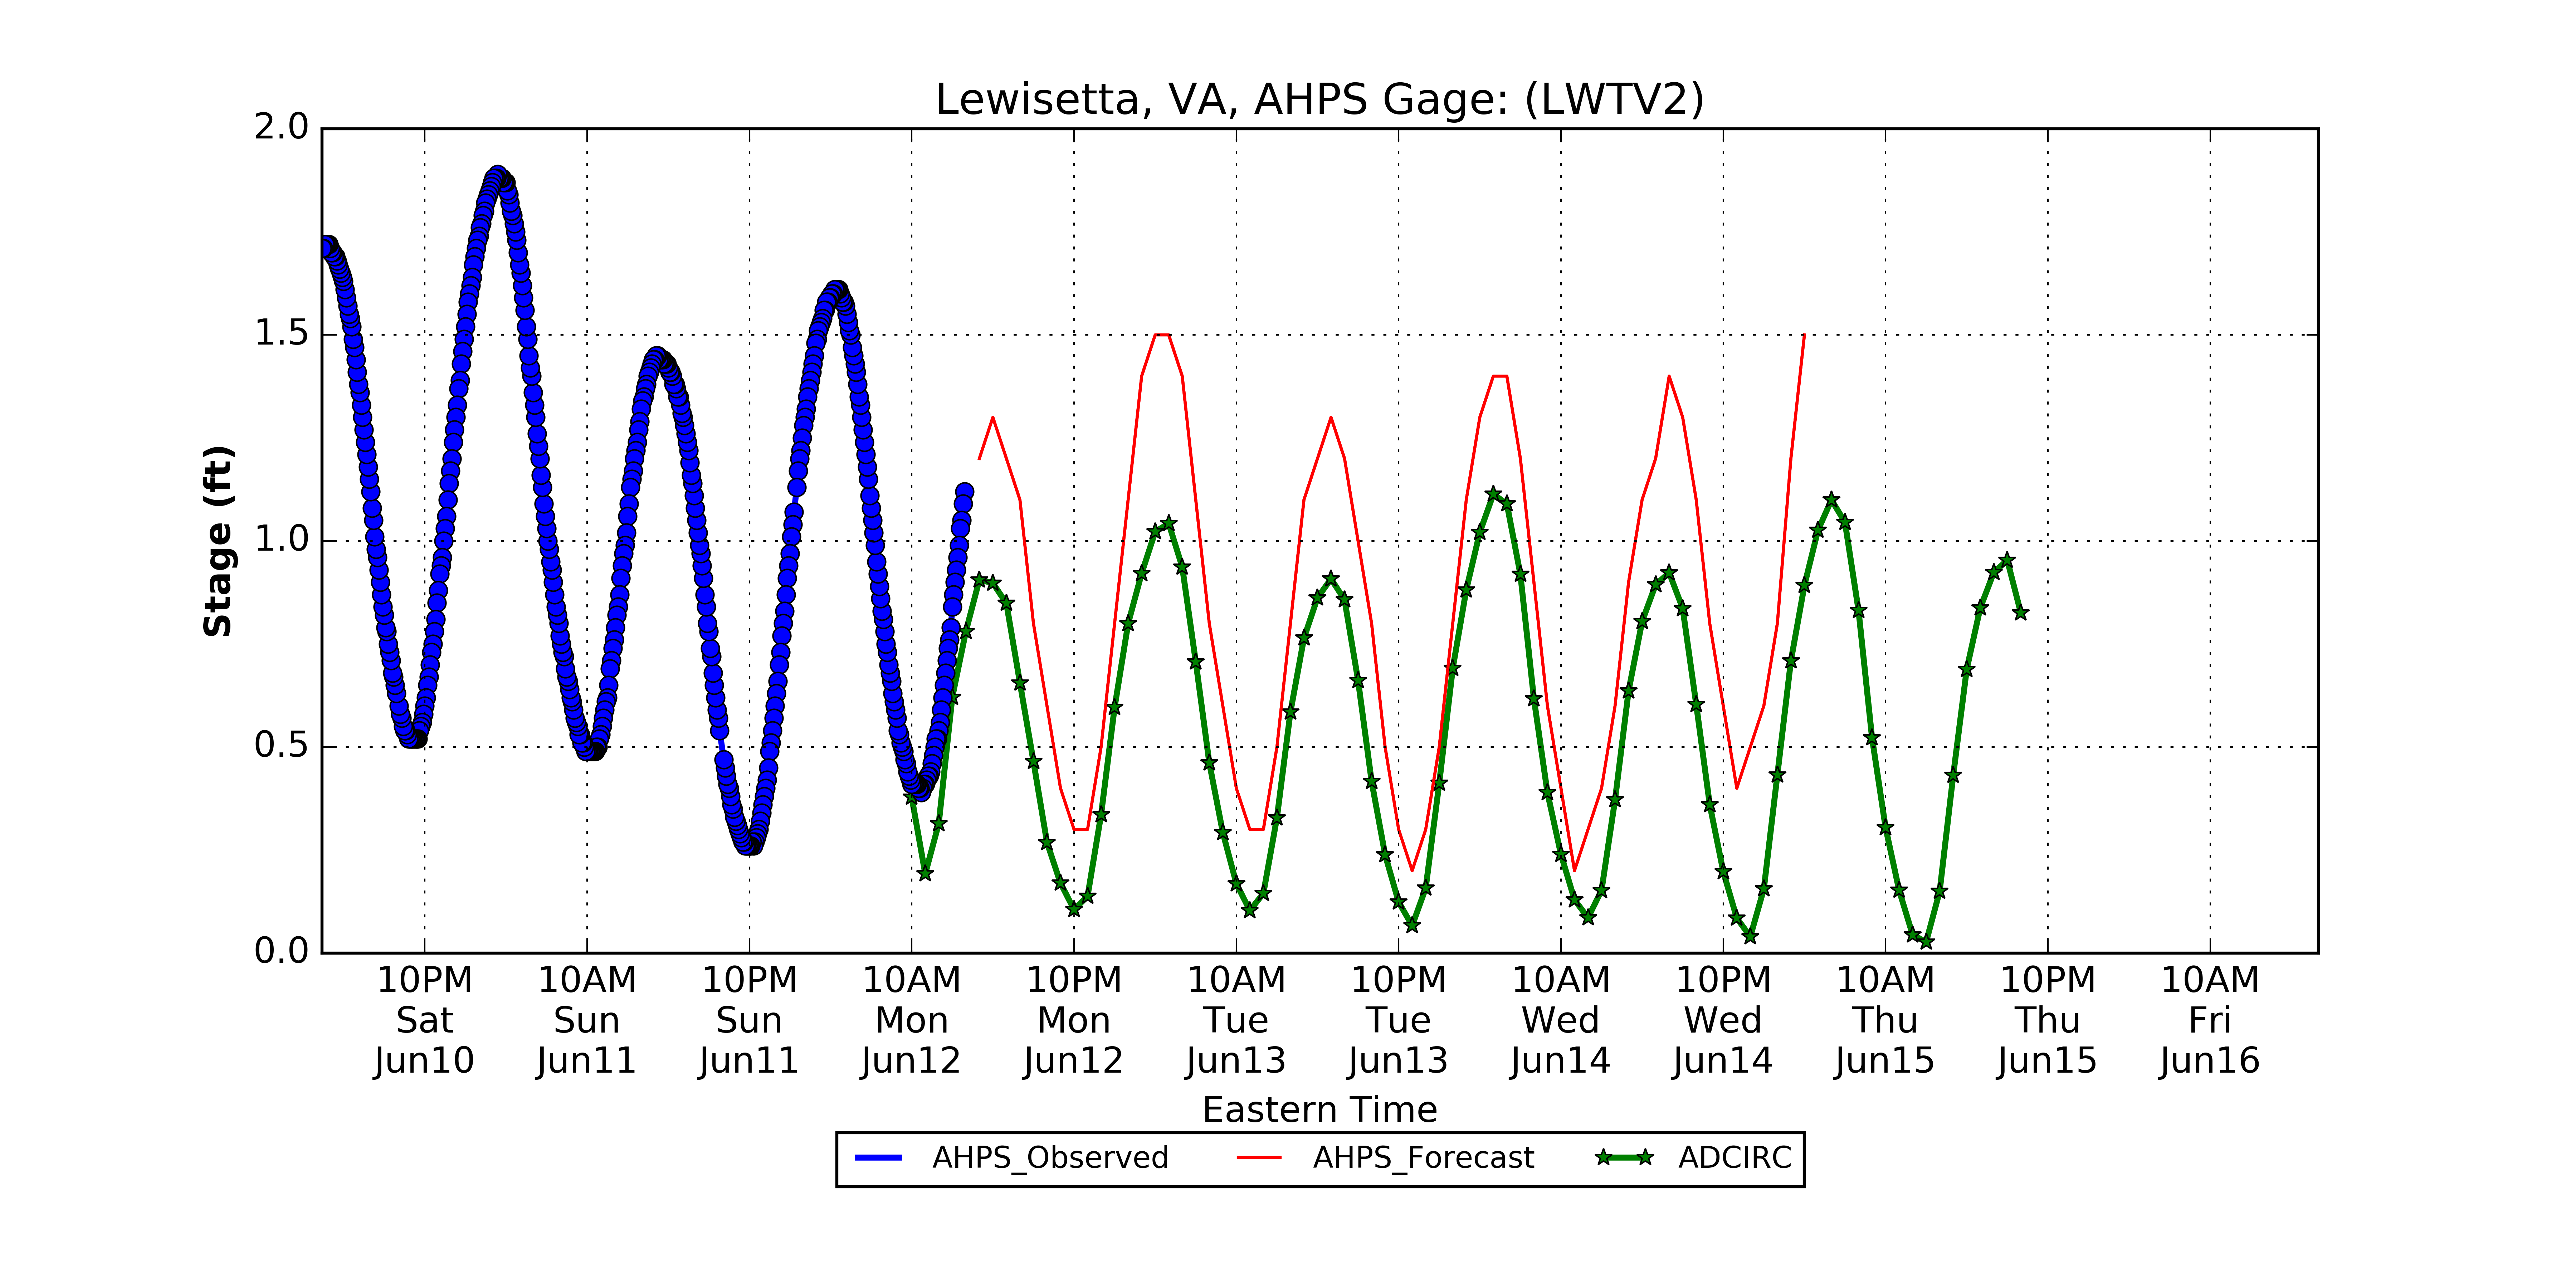 Lewisetta, VA, AHPS Gage: (LWTV2)
2.0
1.5
1.0
0.5
0.0
Stage (ft)
10PM 10AM 10PM 10AM 10PM 10AM 10PM 10AM 10PM 10AM 10PM 10AM
Sat Sun Sun Mon Mon Tue Tue Wed Wed Thu Thu Fri
Jun10 Jun11 Jun11 Jun12 Jun12 Jun13 Jun13 Jun14 Jun14 Jun15 Jun15 Jun16
Eastern Time
AHPS_Observed AHPS_Forecast ADCIRC